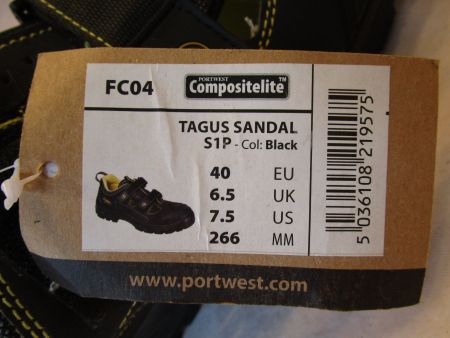 FC04
PORTWEST
Compositelite™
TAGUS SANDAL
S1P - Col: Black
40 EU
6.5 UK
7.5 US
266 MM
5 036108 219575
www.portwest.com